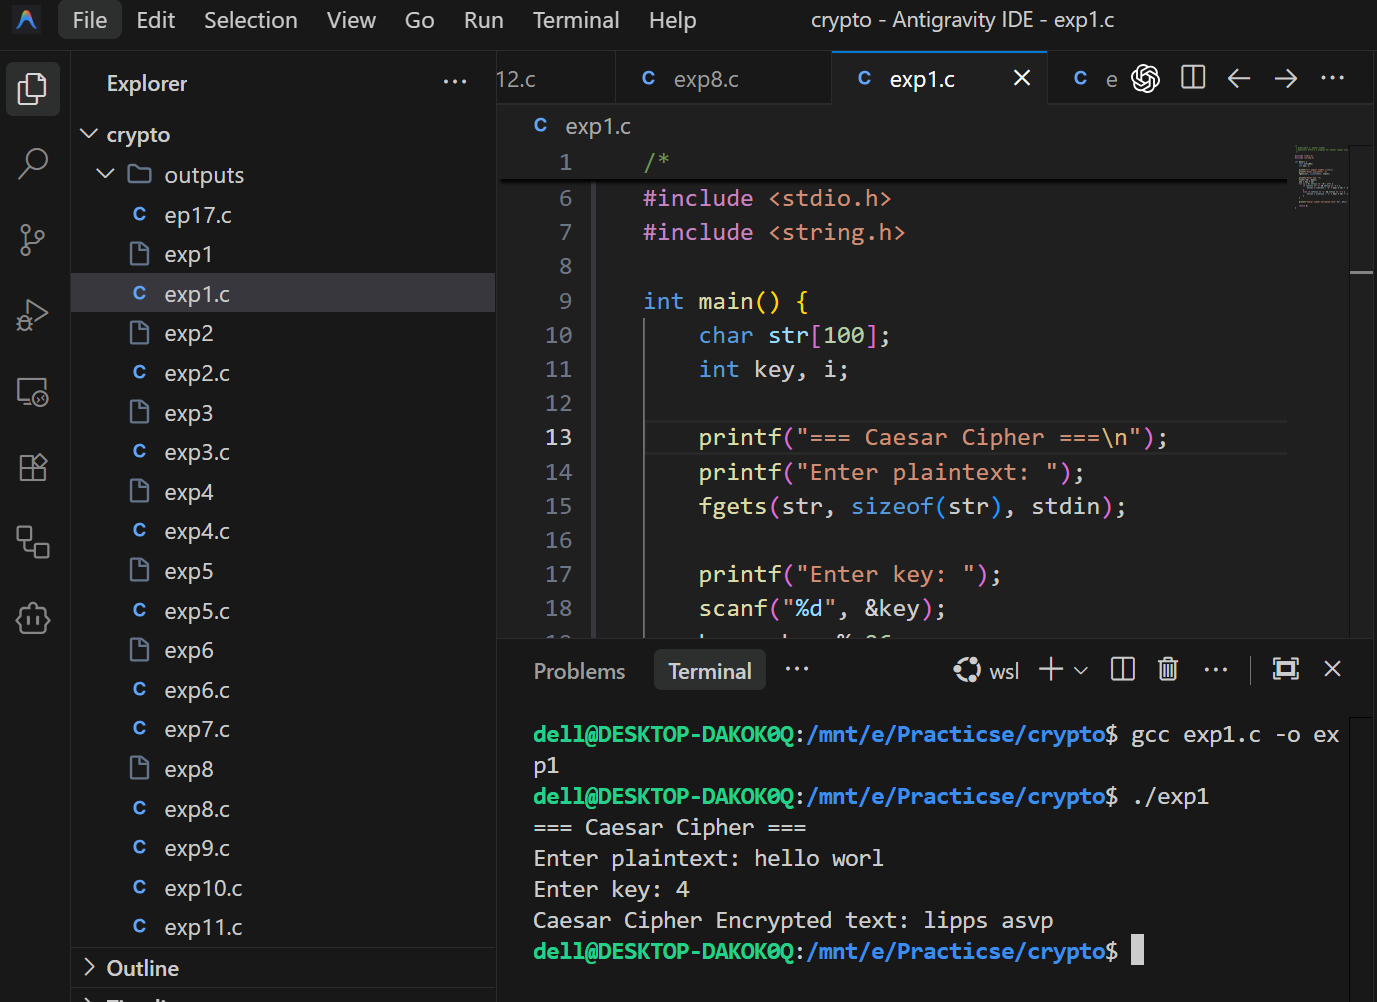 File Edit Selection View Go Run Terminal Help crypto - Antigravity IDE - exp1.c
Explorer ...
crypto
outputs
C ep17.c
exp1
C exp1.c
exp2
C exp2.c
exp3
C exp3.c
exp4
C exp4.c
exp5
C exp5.c
exp6
C exp6.c
C exp7.c
exp8
C exp8.c
C exp9.c
C exp10.c
C exp11.c
Outline
12.c C exp8.c C exp1.c C e
C exp1.c
1 /*
6 #include <stdio.h>
7 #include <string.h>
8
9 int main() {
10 char str[100];
11 int key, i;
12
13 printf("=== Caesar Cipher ===\n");
14 printf("Enter plaintext: ");
15 fgets(str, sizeof(str), stdin);
16
17 printf("Enter key: ");
18 scanf("%d", &key);
Problems Terminal ... wsl
dell@DESKTOP-DAKOK0Q:/mnt/e/Practicse/crypto$ gcc exp1.c -o ex
p1
dell@DESKTOP-DAKOK0Q:/mnt/e/Practicse/crypto$ ./exp1
=== Caesar Cipher ===
Enter plaintext: hello worl
Enter key: 4
Caesar Cipher Encrypted text: lipps asvp
dell@DESKTOP-DAKOK0Q:/mnt/e/Practicse/crypto$